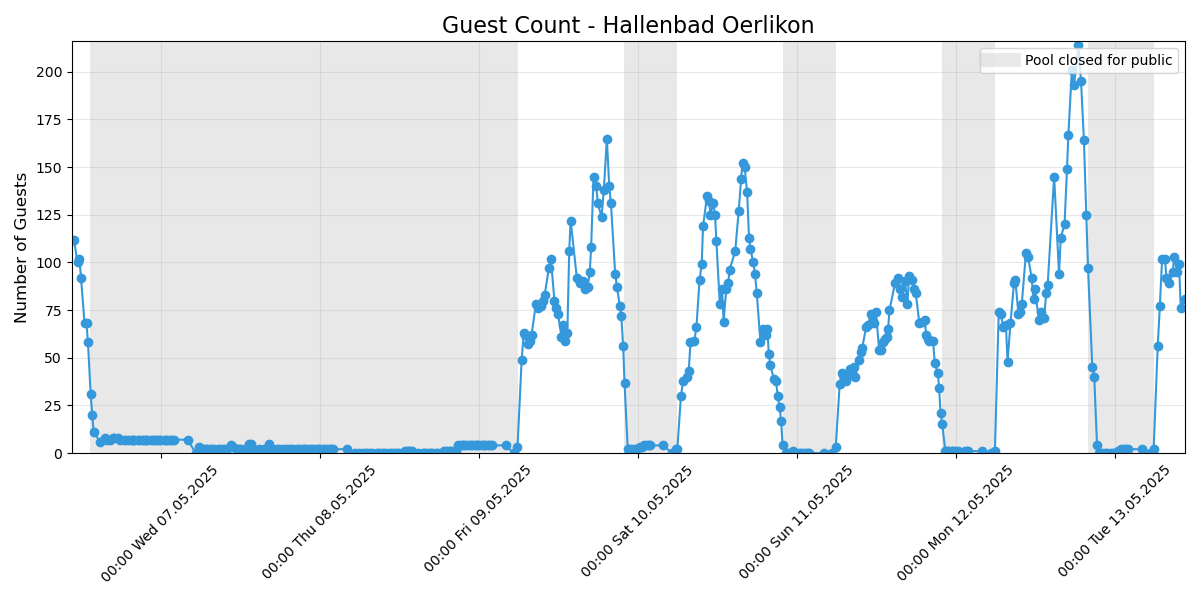 Guest Count - Hallenbad Oerlikon
Pool closed for public
Number of Guests
200
175
150
125
100
75
50
25
0
00:00 Wed 07.05.2025
00:00 Thu 08.05.2025
00:00 Fri 09.05.2025
00:00 Sat 10.05.2025
00:00 Sun 11.05.2025
00:00 Mon 12.05.2025
00:00 Tue 13.05.2025